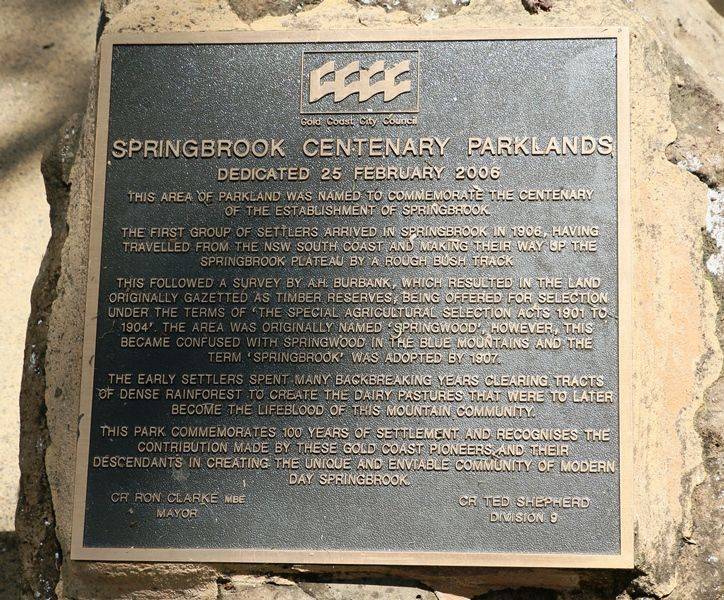 Gold Coast City Council
SPRINGBROOK CENTENARY PARKLANDS
DEDICATED 25 FEBRUARY 2006
THIS AREA OF PARKLAND WAS NAMED TO COMMEMORATE THE CENTENARY
OF THE ESTABLISHMENT OF SPRINGBROOK.
THE FIRST GROUP OF SETTLERS ARRIVED IN SPRINGBROOK IN 1906, HAVING
TRAVELLED FROM THE NSW SOUTH COAST AND MAKING THEIR WAY UP THE
SPRINGBROOK PLATEAU BY A ROUGH BUSH TRACK
THIS FOLLOWED A SURVEY BY A.H. BURBANK, WHICH RESULTED IN THE LAND
ORIGINALLY GAZETTED AS TIMBER RESERVES, BEING OFFERED FOR SELECTION
UNDER THE TERMS OF 'THE SPECIAL AGRICULTURAL SELECTION ACTS 1901 TO
1904'. THE AREA WAS ORIGINALLY NAMED 'SPRINGWOOD', HOWEVER, THIS
BECAME CONFUSED WITH SPRINGWOOD IN THE BLUE MOUNTAINS AND THE
TERM 'SPRINGBROOK' WAS ADOPTED BY 1907.
THE EARLY SETTLERS SPENT MANY BACKBREAKING YEARS CLEARING TRACTS
OF DENSE RAINFOREST TO CREATE THE DAIRY PASTURES THAT WERE TO LATER
BECOME THE LIFEBLOOD OF THIS MOUNTAIN COMMUNITY.
THIS PARK COMMEMORATES 100 YEARS OF SETTLEMENT AND RECOGNISES THE
CONTRIBUTION MADE BY THESE GOLD COAST PIONEERS AND THEIR
DESCENDANTS IN CREATING THE UNIQUE AND ENVIABLE COMMUNITY OF MODERN
DAY SPRINGBROOK.
CR RON CLARKE MBE
MAYOR
CR TED SHEPHERD
DIVISION 9